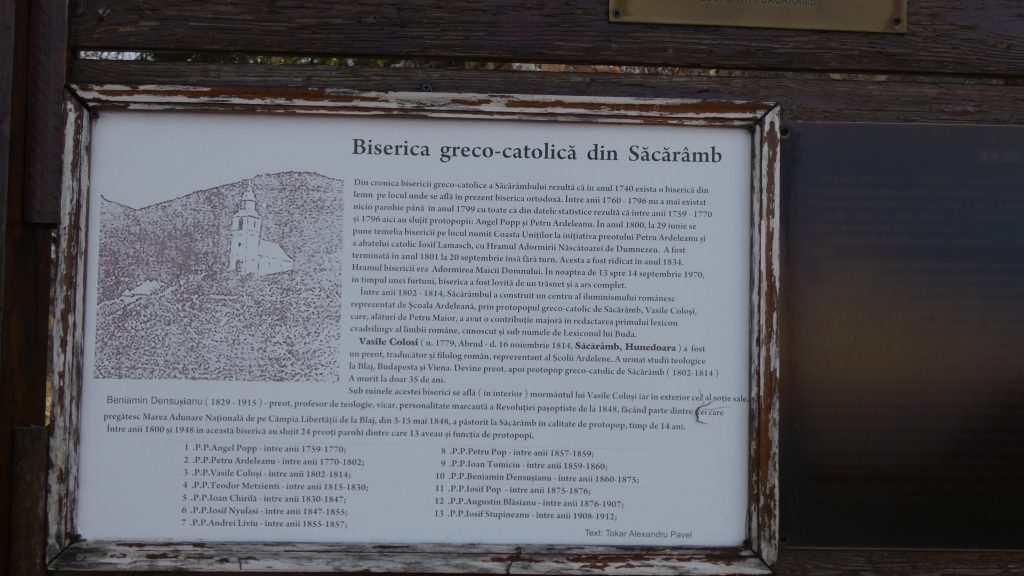 Biserica greco-catolică din Săcărâmb
Din cronica bisericii greco-catolice a Săcărâmbului rezultă că in anul 1740 exista o biserică din
lemn pe locul unde se află in prezent biserica ortodoxă. Între anii 1760 - 1796 nu a mai existat
nicio parohie până in anul 1799 cu toate că din datele statistice rezultă că intre anii 1759 - 1770
și 1796 aici au slujit protopopii: Angel Popp și Petru Ardeleanu. În anul 1800, la 29 iunie se
pune temelia bisericii pe locul numit Coasta Uniților la inițiativa preotului Petru Ardeleanu și
a abatelui catolic Iosif Lamasch, cu Hramul Adormirii Născătoarei de Dumnezeu. A fost
terminată in anul 1801 la 20 septembrie insă fără turn. Acesta a fost ridicat in anul 1834.
Hramul bisericii era Adormirea Maicii Domnului. În noaptea de 13 spre 14 septembrie 1970,
in timpul unei furtuni, biserica a fost lovită de un trăsnet și a ars complet.
Între anii 1802 - 1814, Săcărâmbul a construit un centru al iluminismului românesc
reprezentat de Școala Ardeleană, prin protopopul greco-catolic de Săcărâmb, Vasile Coloși,
care, alături de Petru Maior, a avut o contribuție majoră in redactarea primului lexicon
cvadrilingv al limbii române, cunoscut și sub numele de Lexiconul lui Buda.
Vasile Colosi ( n. 1779, Abrud - d. 16 noiembrie 1814, Săcărâmb, Hunedoara ) a fost
un preot, traducător și filolog român, reprezentant al Școlii Ardelene. A urmat studii teologice
la Blaj, Budapesta și Viena. Devine preot, apoi protopop greco-catolic de Săcărâmb ( 1802-1814 )
A murit la doar 35 de ani.
Sub ruinele acestei biserici se află ( in interior ) mormântul lui Vasile Coloși iar in exterior cel al soție sale.
Beniamin Densușianu ( 1829 - 1915 ) - preot, profesor de teologie, vicar, personalitate marcantă a Revoluției pașoptiste de la 1848, făcând parte dintre cei care
pregătesc Marea Adunare Națională de pe Câmpia Libertății de la Blaj, din 3-15 mai 1848, a păstorit la Săcărâmb in calitate de protopop, timp de 14 ani.
Între anii 1800 și 1948 in această biserică au slujit 24 preoți parohi dintre care 13 aveau și funcția de protopopi.
1 .P.P.Angel Popp - intre anii 1759-1770;
2 .P.P.Petru Ardeleanu - intre anii 1770-1802;
3 .P.P.Vasile Coloși - intre anii 1802-1814;
4 .P.P.Teodor Metzienti - intre anii 1815-1830;
5 .P.P.Ioan Chirilă - intre anii 1830-1847;
6 .P.P.Iosif Nyulasi - intre anii 1847-1855;
7 .P.P.Andrei Liviu - intre anii 1855-1857;
8 .P.P.Petru Pop - intre anii 1857-1859;
9 .P.P.Ioan Tomiciu - intre anii 1859-1860;
10 .P.P.Beniamin Densușianu - intre anii 1860-1875;
11 .P.P.Iosif Pop - intre anii 1875-1876;
12 .P.P.Augustin Blăsianu - intre anii 1876-1907;
13 .P.P.Iosif Stupineanu - intre anii 1908-1912;
Text: Tokar Alexandru Pavel